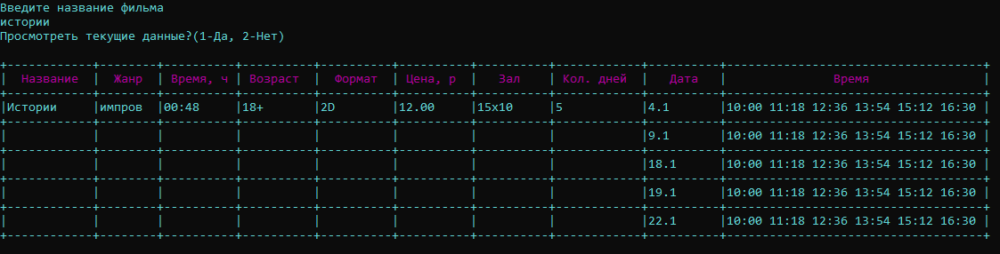 Введите название фильма
истории
Просмотреть текущие данные?(1-Да, 2-Нет)
Название Жанр Время, ч Возраст Формат Цена, р Зал Кол. дней Дата Время
Истории импров 00:48 18+ 2D 12.00 15x10 5 4.1 10:00 11:18 12:36 13:54 15:12 16:30
9.1 10:00 11:18 12:36 13:54 15:12 16:30
18.1 10:00 11:18 12:36 13:54 15:12 16:30
19.1 10:00 11:18 12:36 13:54 15:12 16:30
22.1 10:00 11:18 12:36 13:54 15:12 16:30